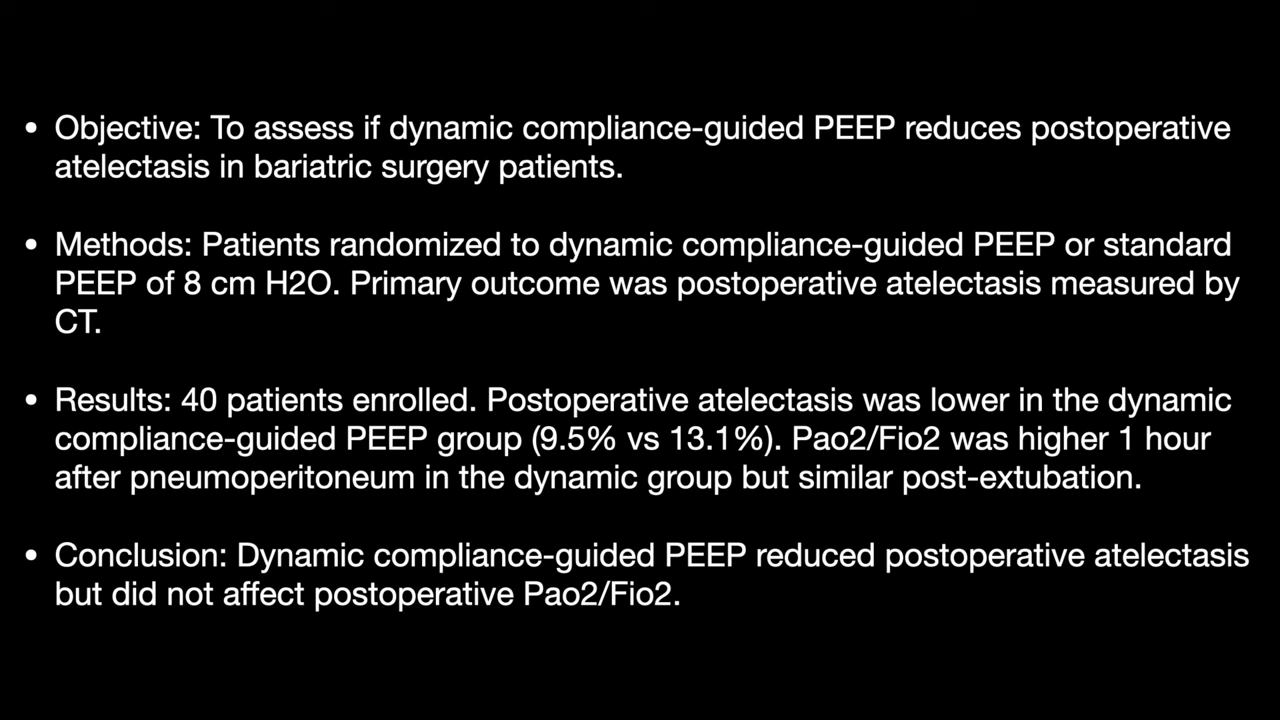 • Objective: To assess if dynamic compliance-guided PEEP reduces postoperative
atelectasis in bariatric surgery patients.
• Methods: Patients randomized to dynamic compliance-guided PEEP or standard
PEEP of 8 cm H2O. Primary outcome was postoperative atelectasis measured by
CT.
• Results: 40 patients enrolled. Postoperative atelectasis was lower in the dynamic
compliance-guided PEEP group (9.5% vs 13.1%). Pao2/Fio2 was higher 1 hour
after pneumoperitoneum in the dynamic group but similar post-extubation.
• Conclusion: Dynamic compliance-guided PEEP reduced postoperative atelectasis
but did not affect postoperative Pao2/Fio2.